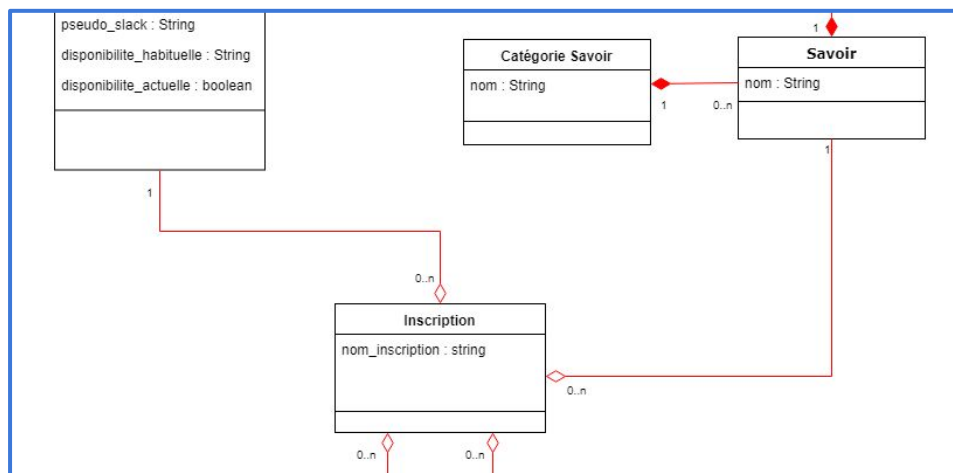 pseudo_slack : String
disponibilite_habituelle : String
disponibilite_actuelle : boolean
1
Catégorie Savoir
nom : String
1
0..n
1
Savoir
nom : String
1
0..n
Inscription
nom_inscription : string
0..n
0..n
0..n